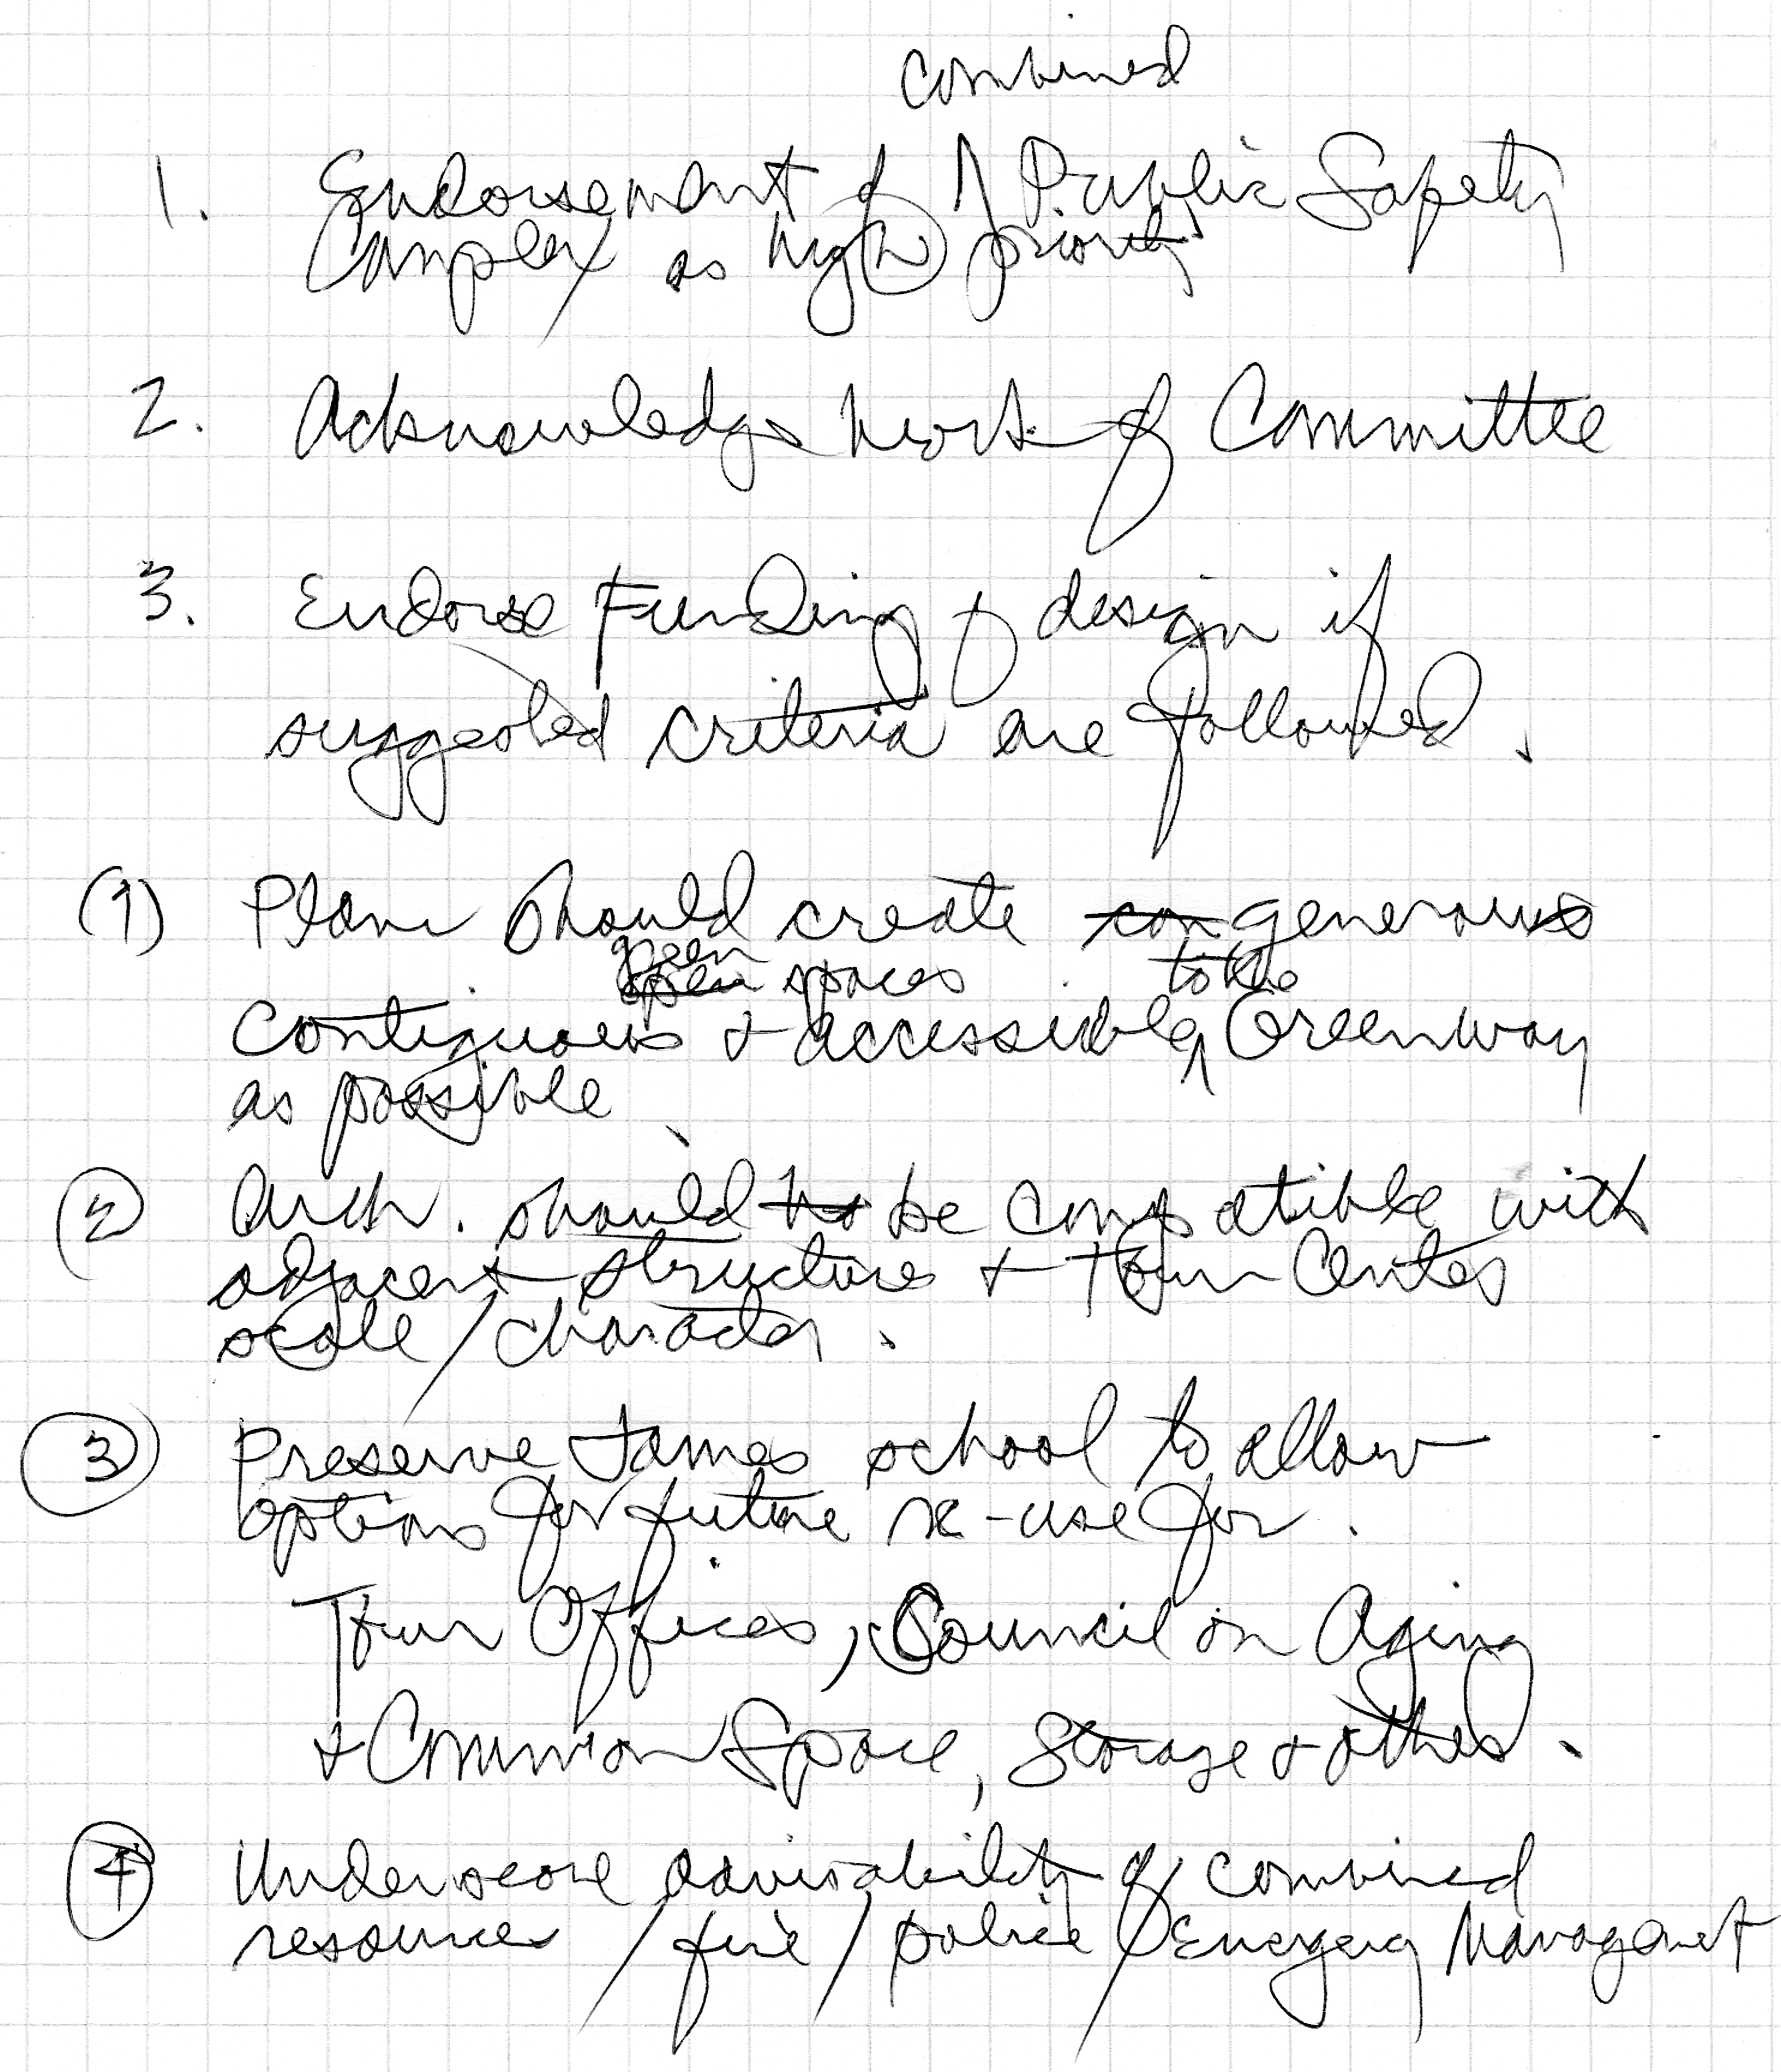 combined
1. Endorsement of ^ Public Safety
Complex as high priority
2. Acknowledge work of Committee
3. Endorse Funding of design if
suggested criteria are followed.
(1) Plan should create con generous
green
open spaces to the
contiguous + accessible ^ Greenway
as possible
(2) Arch. should be compatible with
adjacent structures + Town Center
scale/character.
(3) Preserve James school to allow
options for future re-use for.
Town Offices, Council on Aging
+ Common Space, Storage + other.
(4) Underscore advisability of combined
resources / fire / police / Emergency Management